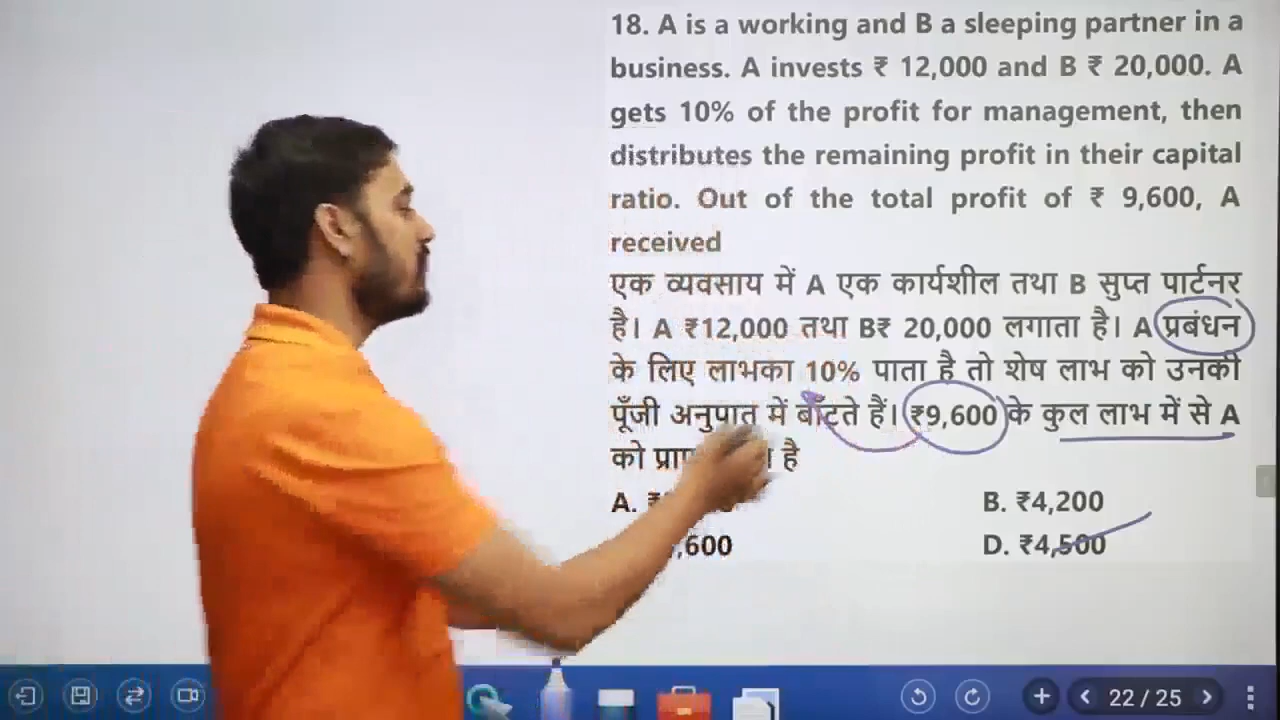 18. A is a working and B a sleeping partner in a
business. A invests ₹ 12,000 and B ₹ 20,000. A
gets 10% of the profit for management, then
distributes the remaining profit in their capital
ratio. Out of the total profit of ₹ 9,600, A
received
एक व्यवसाय में A एक कार्यशील तथा B सुप्त पार्टनर
है। A ₹12,000 तथा B₹ 20,000 लगाता है। A प्रबंधन
के लिए लाभका 10% पाता है तो शेष लाभ को उनकी
पूँजी अनुपात में बाँटते हैं। ₹9,600 के कुल लाभ में से A
को है
A. B. ₹4,200
,600 D. ₹4,500
22 / 25